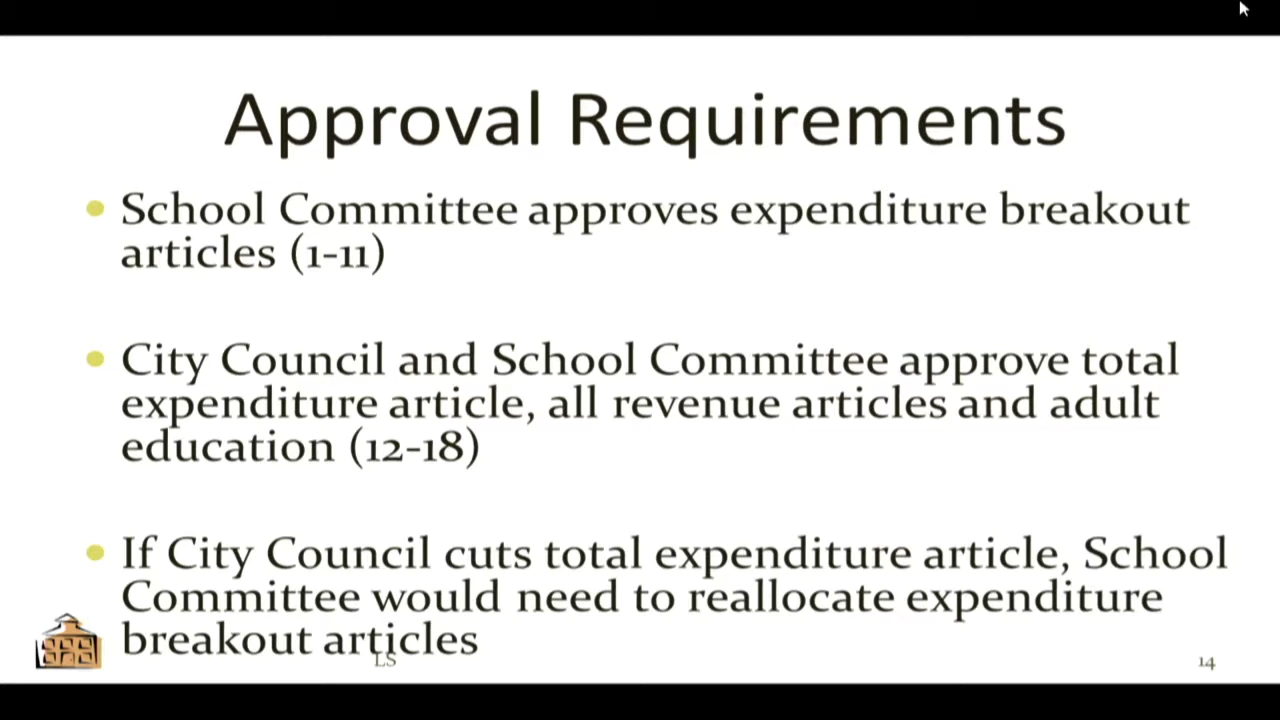 Approval Requirements
• School Committee approves expenditure breakout
articles (1-11)
• City Council and School Committee approve total
expenditure article, all revenue articles and adult
education (12-18)
• If City Council cuts total expenditure article, School
Committee would need to reallocate expenditure
breakout articles
LS
14